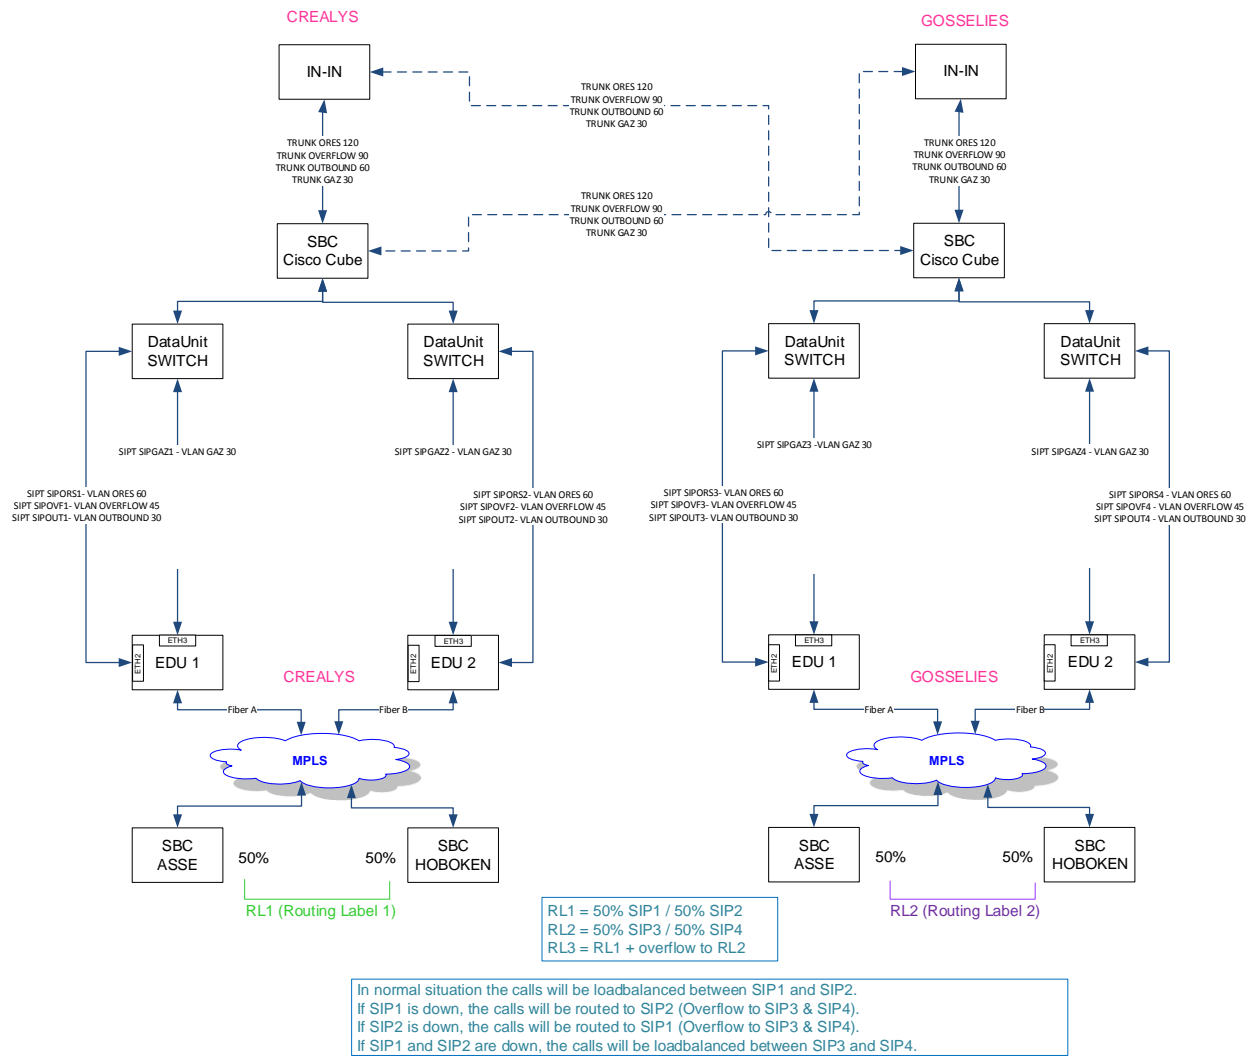 CREALYS
GOSSELIES
IN-IN
IN-IN
TRUNK ORES 120
TRUNK OVERFLOW 90
TRUNK OUTBOUND 60
TRUNK GAZ 30
TRUNK ORES 120
TRUNK OVERFLOW 90
TRUNK OUTBOUND 60
TRUNK GAZ 30
TRUNK ORES 120
TRUNK OVERFLOW 90
TRUNK OUTBOUND 60
TRUNK GAZ 30
TRUNK ORES 120
TRUNK OVERFLOW 90
TRUNK OUTBOUND 60
TRUNK GAZ 30
SBC
Cisco Cube
SBC
Cisco Cube
DataUnit
SWITCH
DataUnit
SWITCH
DataUnit
SWITCH
DataUnit
SWITCH
SIPT SIPGAZ1 - VLAN GAZ 30
SIPT SIPGAZ2 - VLAN GAZ 30
SIPT SIPGAZ3 -VLAN GAZ 30
SIPT SIPGAZ4 - VLAN GAZ 30
SIPT SIPORS1- VLAN ORES 60
SIPT SIPOVF1- VLAN OVERFLOW 45
SIPT SIPOUT1- VLAN OUTBOUND 30
SIPT SIPORS2- VLAN ORES 60
SIPT SIPOVF2- VLAN OVERFLOW 45
SIPT SIPOUT2- VLAN OUTBOUND 30
SIPT SIPORS3- VLAN ORES 60
SIPT SIPOVF3- VLAN OVERFLOW 45
SIPT SIPOUT3- VLAN OUTBOUND 30
SIPT SIPORS4 - VLAN ORES 60
SIPT SIPOVF4 - VLAN OVERFLOW 45
SIPT SIPOUT4 - VLAN OUTBOUND 30
ETH3
ETH2
EDU 1
ETH3
ETH2
EDU 2
ETH3
ETH2
EDU 1
ETH3
ETH2
EDU 2
CREALYS
GOSSELIES
Fiber A
Fiber B
Fiber A
Fiber B
MPLS
MPLS
SBC
ASSE
50%
50%
SBC
HOBOKEN
SBC
ASSE
50%
50%
SBC
HOBOKEN
RL1 (Routing Label 1)
RL2 (Routing Label 2)
RL1 = 50% SIP1 / 50% SIP2
RL2 = 50% SIP3 / 50% SIP4
RL3 = RL1 + overflow to RL2
In normal situation the calls will be loadbalanced between SIP1 and SIP2.
If SIP1 is down, the calls will be routed to SIP2 (Overflow to SIP3 & SIP4).
If SIP2 is down, the calls will be routed to SIP1 (Overflow to SIP3 & SIP4).
If SIP1 and SIP2 are down, the calls will be loadbalanced between SIP3 and SIP4.